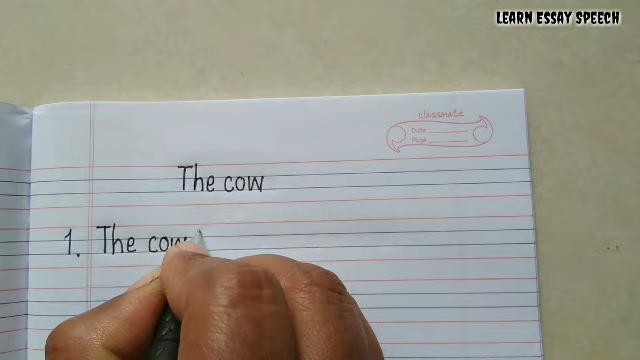 LEARN ESSAY SPEECH
classmate
Date
Page
The cow
1. The cow